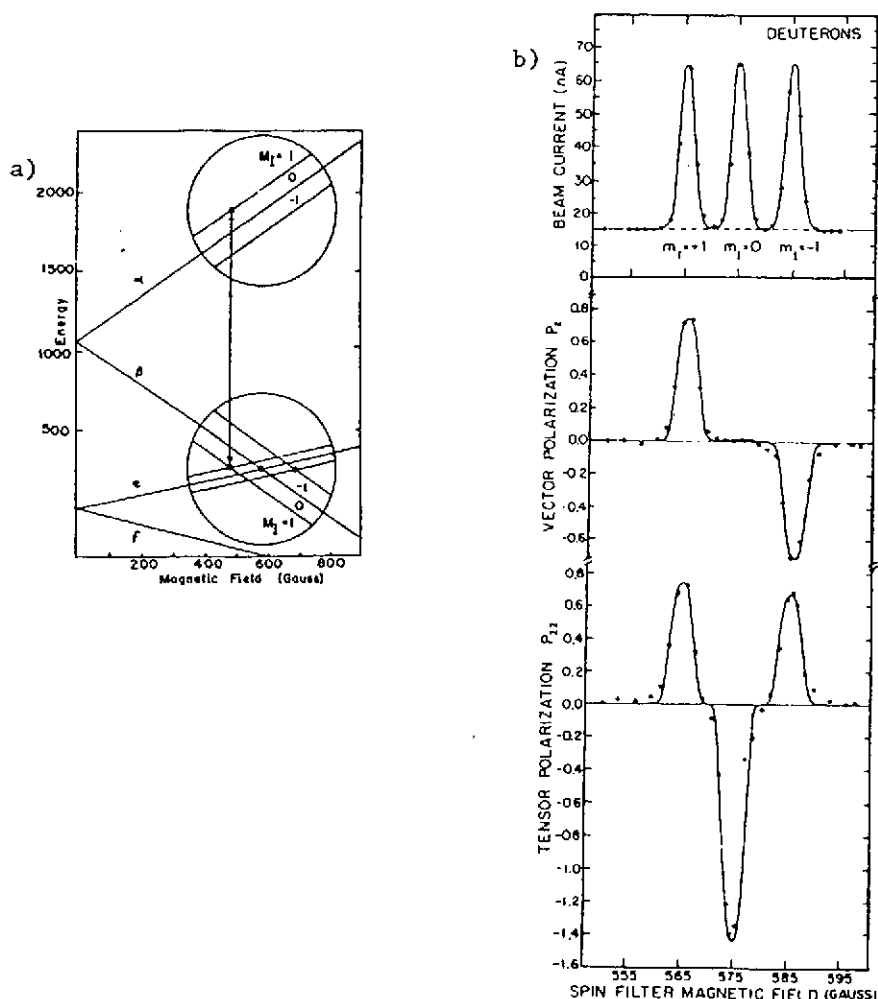 a)
2000
1500
Energy
1000
500
M_I = 1
0
-1
α
β
e
f
-1
0
M_I = 1
200 400 600 800
Magnetic Field (Gauss)
b)
DEUTERONS
BEAM CURRENT (nA)
70
60
50
40
30
20
10
0
m_I=+1 m_I=0 m_I=-1
VECTOR POLARIZATION P_Z
0.8
0.6
0.4
0.2
0.0
-0.2
-0.4
-0.6
TENSOR POLARIZATION P_ZZ
0.8
0.6
0.4
0.2
0.0
-0.2
-0.4
-0.6
-0.8
-1.0
-1.2
-1.4
-1.6
555 565 575 585 595
SPIN FILTER MAGNETIC FIELD (GAUSS)